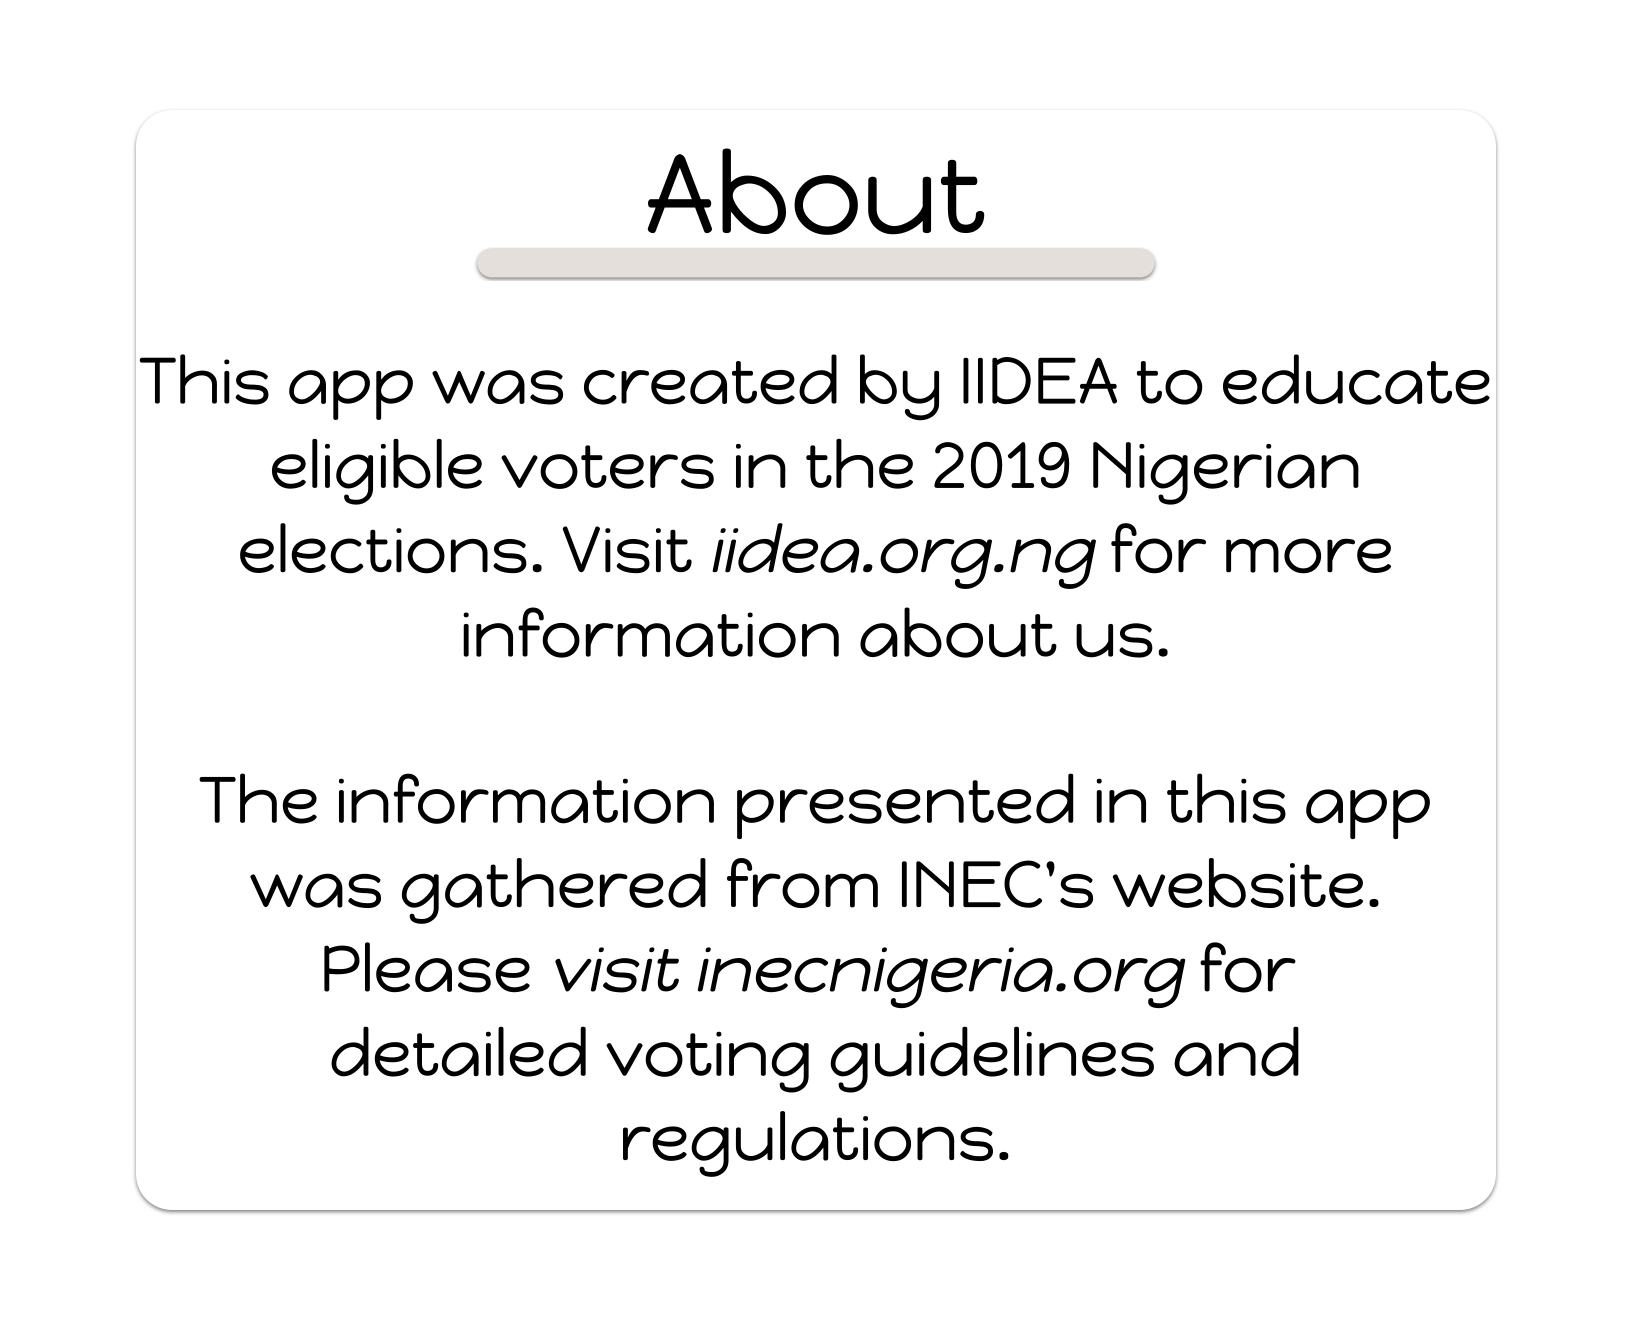 About
This app was created by IIDEA to educate
eligible voters in the 2019 Nigerian
elections. Visit iidea.org.ng for more
information about us.
The information presented in this app
was gathered from INEC's website.
Please visit inecnigeria.org for
detailed voting guidelines and
regulations.